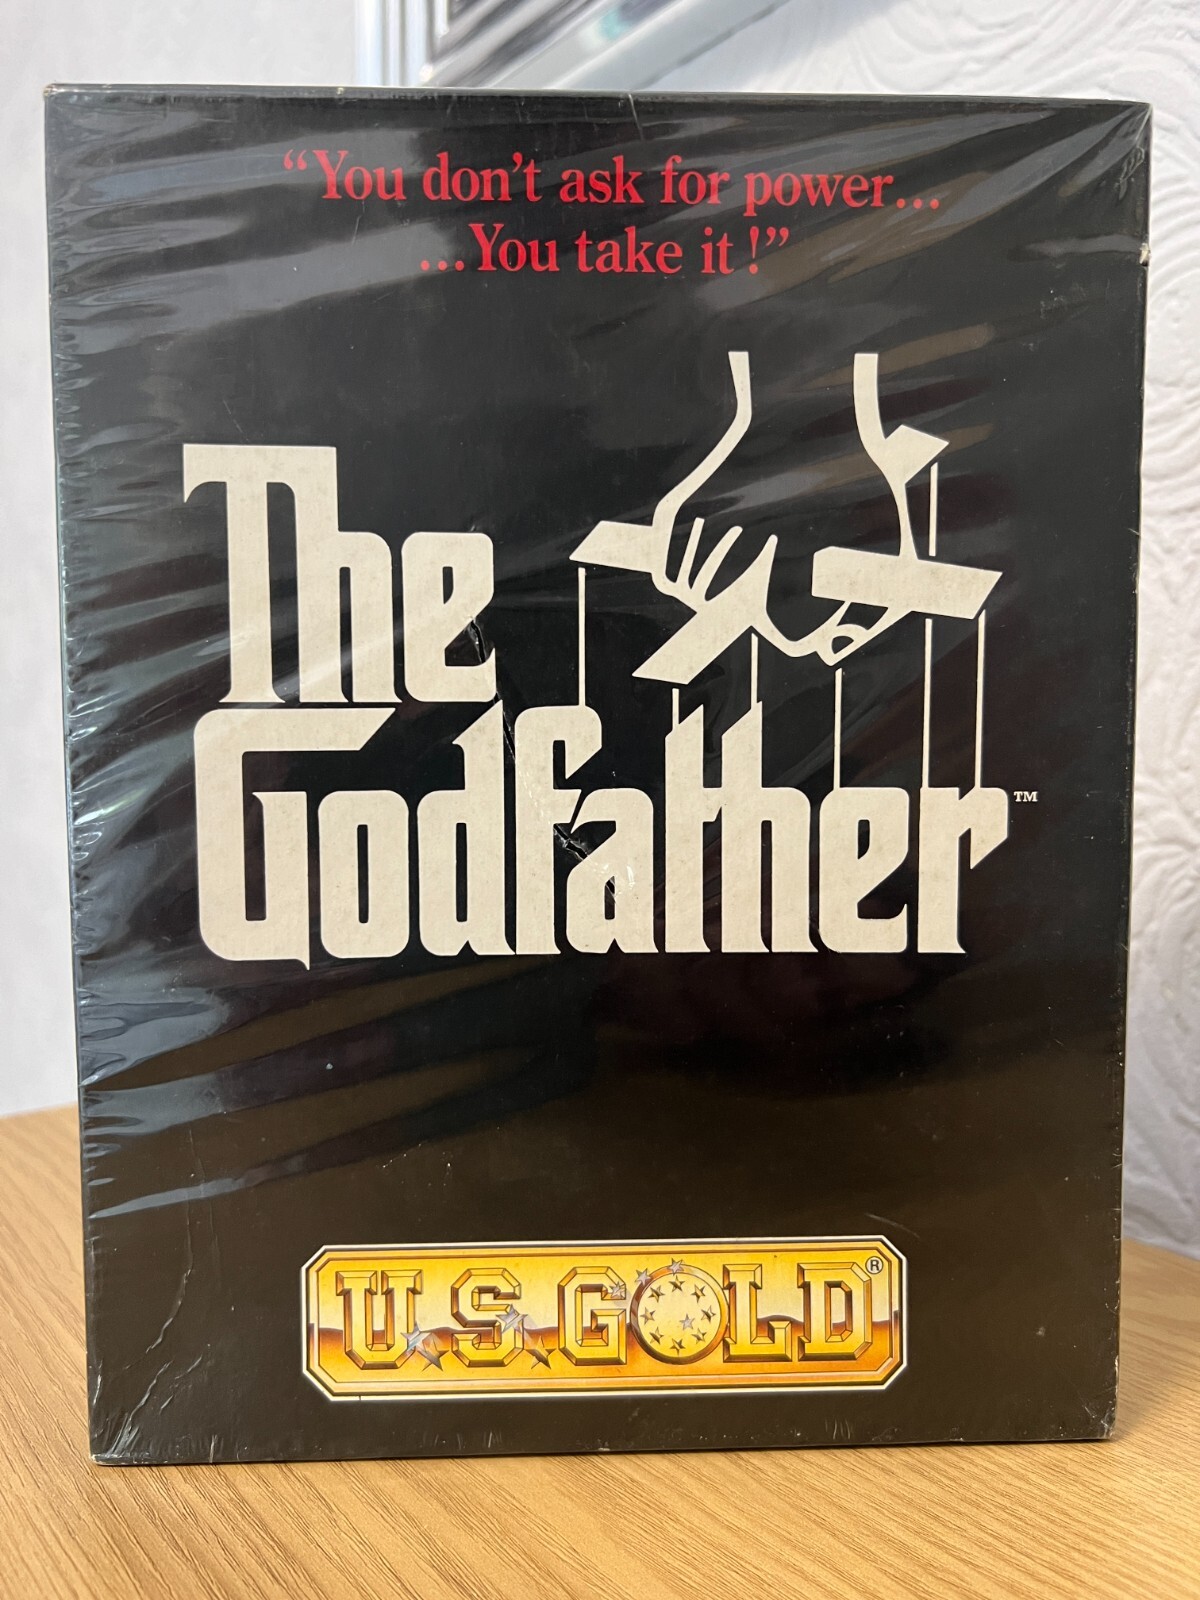 “You don’t ask for power...
...You take it!”
The
Godfather™
U.S.GOLD®